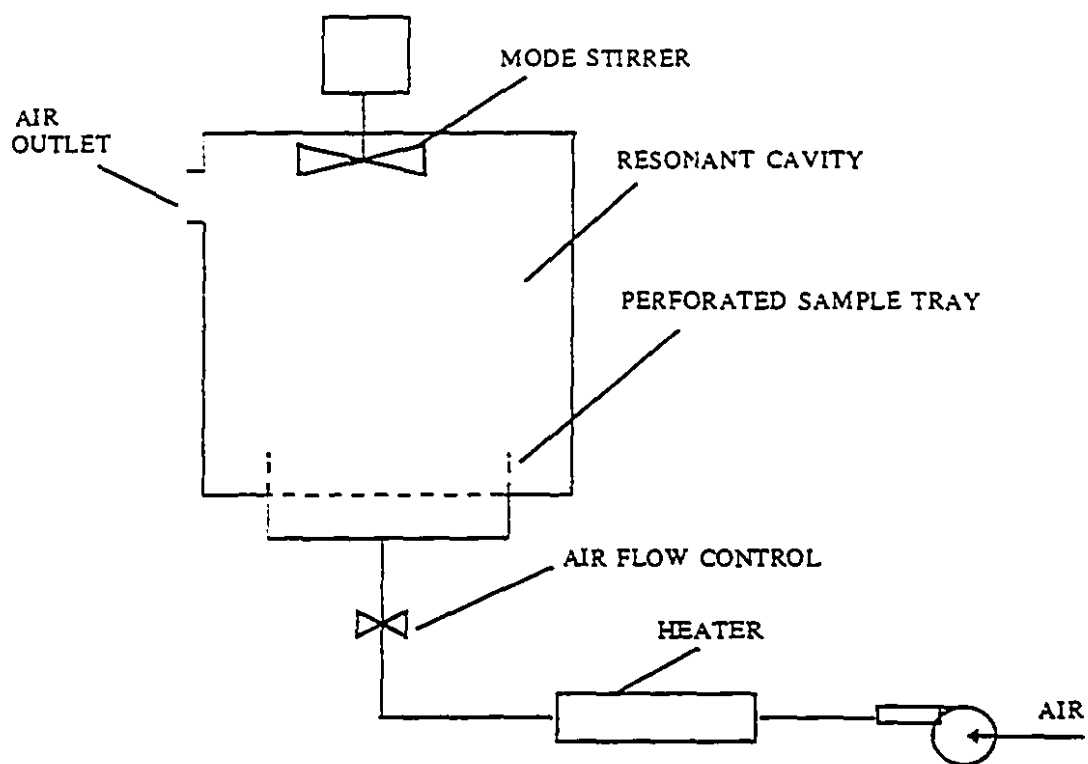 MODE STIRRER
AIR
OUTLET
RESONANT CAVITY
PERFORATED SAMPLE TRAY
AIR FLOW CONTROL
HEATER
AIR